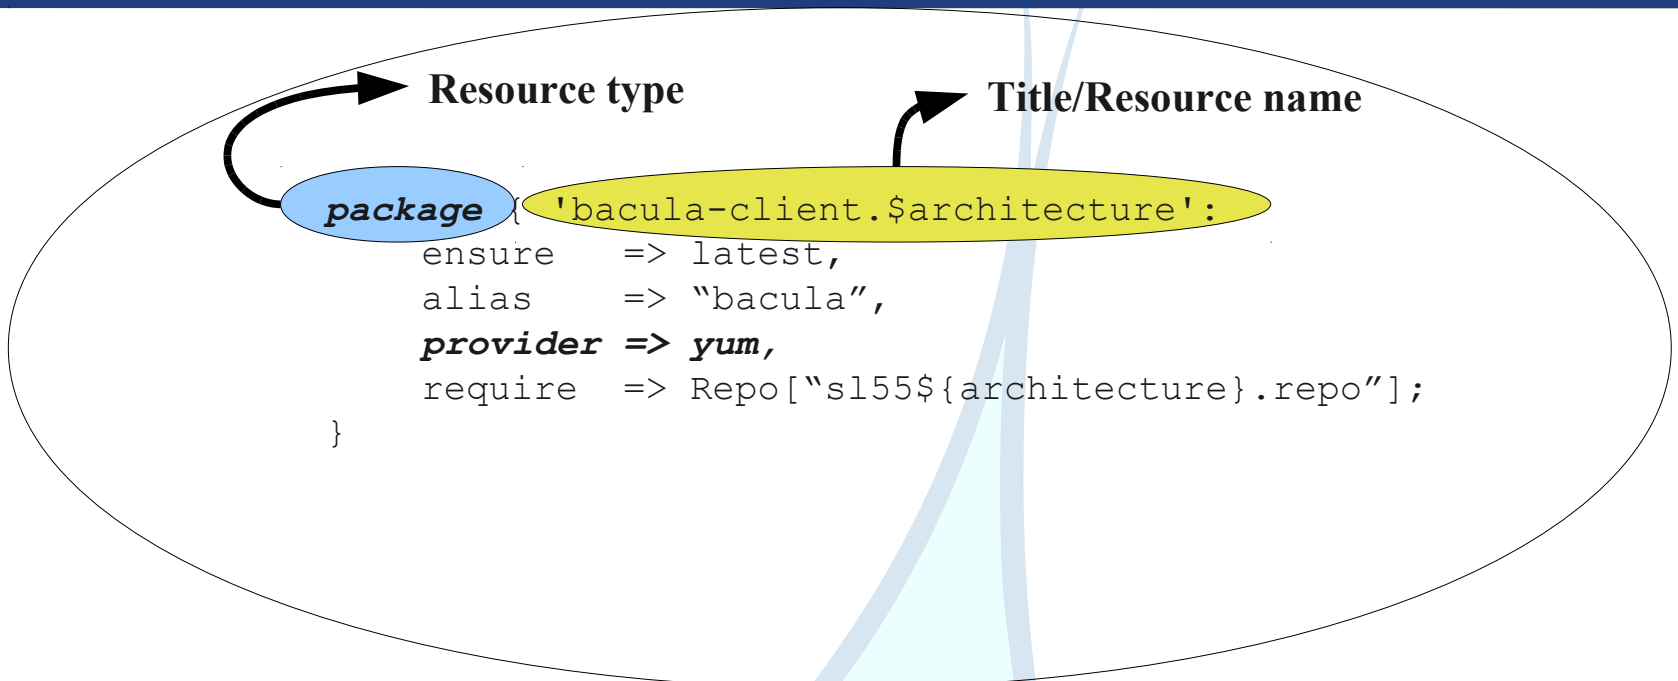 Resource type
Title/Resource name
package { 'bacula-client.$architecture':
ensure => latest,
alias => “bacula”,
provider => yum,
require => Repo[“sl55${architecture}.repo”];
}